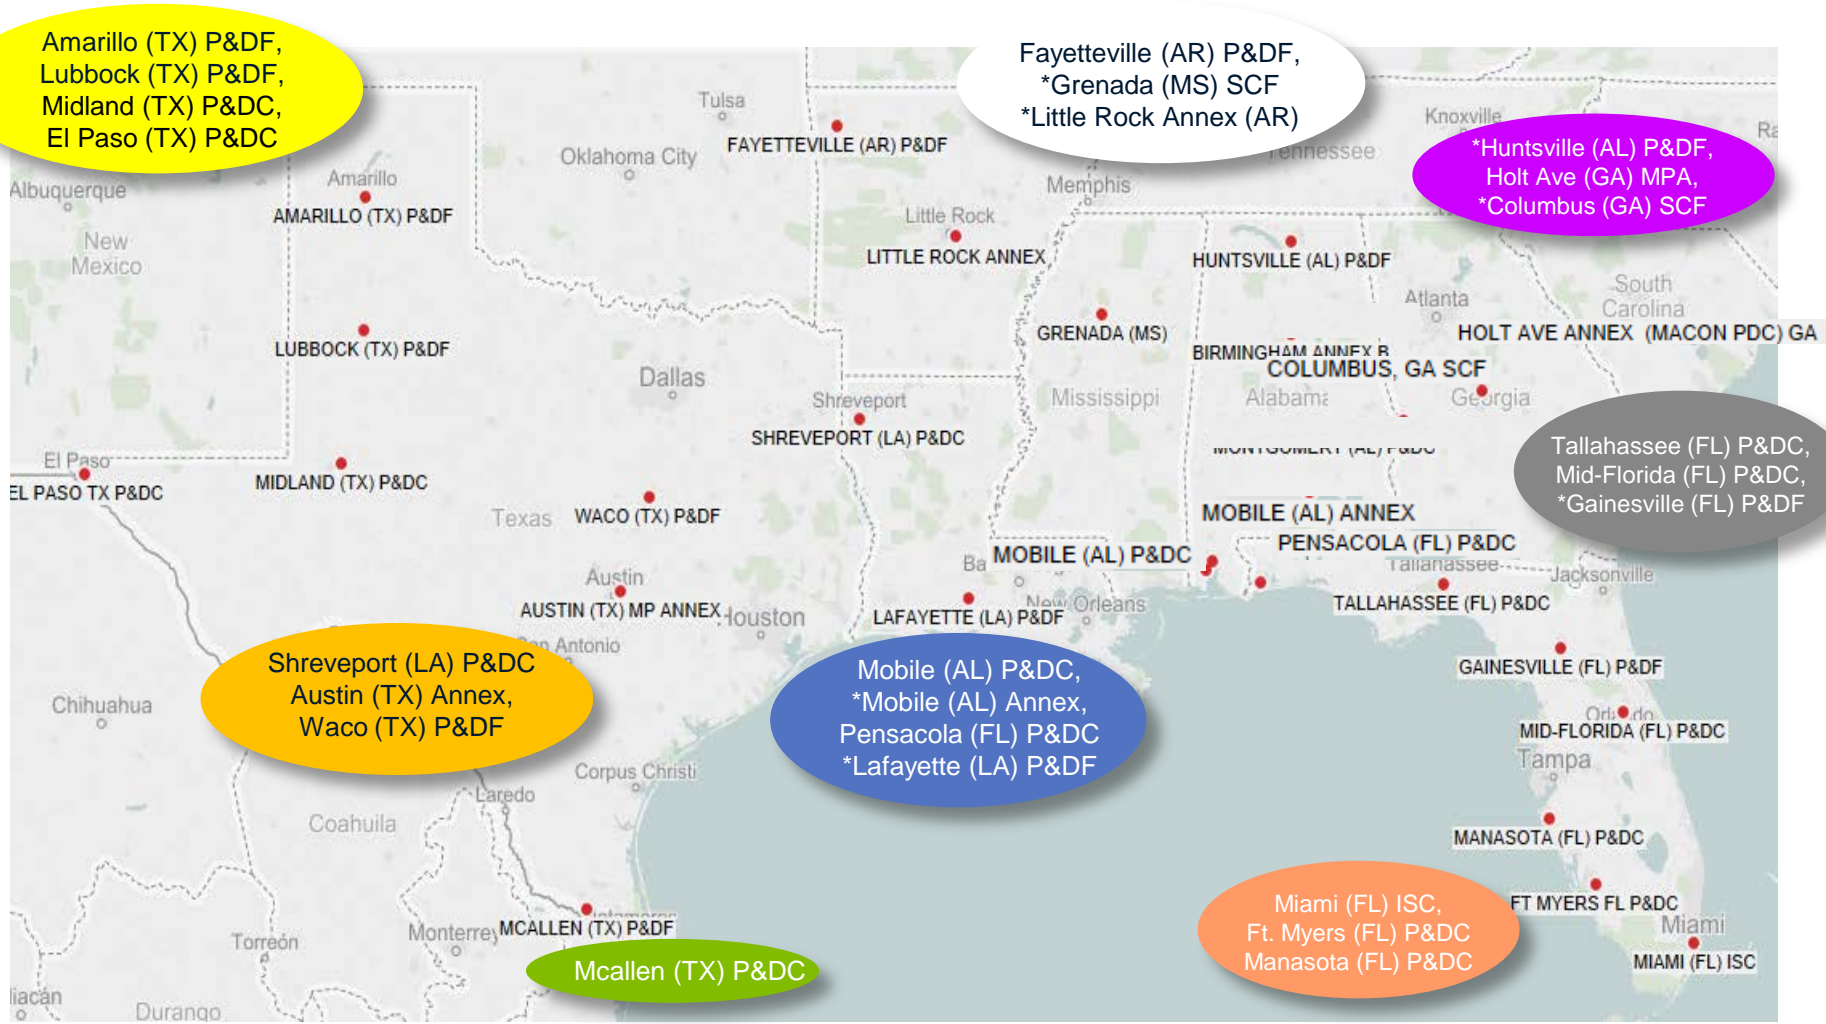 Amarillo (TX) P&DF,
Lubbock (TX) P&DF,
Midland (TX) P&DC,
El Paso (TX) P&DC
Fayetteville (AR) P&DF,
*Grenada (MS) SCF
*Little Rock Annex (AR)
*Huntsville (AL) P&DF,
Holt Ave (GA) MPA,
*Columbus (GA) SCF
Tulsa
Knoxville
Ra
FAYETTEVILLE (AR) P&DF
Oklahoma City
Tennessee
Albuquerque
Amarillo
AMARILLO (TX) P&DF
Memphis
Little Rock
LITTLE ROCK ANNEX
New
Mexico
HUNTSVILLE (AL) P&DF
Atlanta
South
Carolina
LUBBOCK (TX) P&DF
GRENADA (MS)
HOLT AVE ANNEX (MACON PDC) GA
BIRMINGHAM ANNEX B
COLUMBUS, GA SCF
Dallas
Shreveport
SHREVEPORT (LA) P&DC
Mississippi
Alabama
Georgia
Tallahassee (FL) P&DC,
Mid-Florida (FL) P&DC,
*Gainesville (FL) P&DF
El Paso
EL PASO TX P&DC
MIDLAND (TX) P&DC
MONTGOMERY (AL) P&DC
Texas
WACO (TX) P&DF
MOBILE (AL) ANNEX
PENSACOLA (FL) P&DC
MOBILE (AL) P&DC
Ba
Tallahassee
Jacksonville
Austin
AUSTIN (TX) MP ANNEX
Houston
New Orleans
LAFAYETTE (LA) P&DF
TALLAHASSEE (FL) P&DC
San Antonio
Shreveport (LA) P&DC
Austin (TX) Annex,
Waco (TX) P&DF
Mobile (AL) P&DC,
*Mobile (AL) Annex,
Pensacola (FL) P&DC
*Lafayette (LA) P&DF
GAINESVILLE (FL) P&DF
Chihuahua
Orlando
MID-FLORIDA (FL) P&DC
Tampa
Corpus Christi
Laredo
Coahuila
MANASOTA (FL) P&DC
Miami (FL) ISC,
Ft. Myers (FL) P&DC
Manasota (FL) P&DC
FT MYERS FL P&DC
Miami
MIAMI (FL) ISC
Torreón
Monterrey
MCALLEN (TX) P&DF
Mcallen (TX) P&DC
liacán
Durango